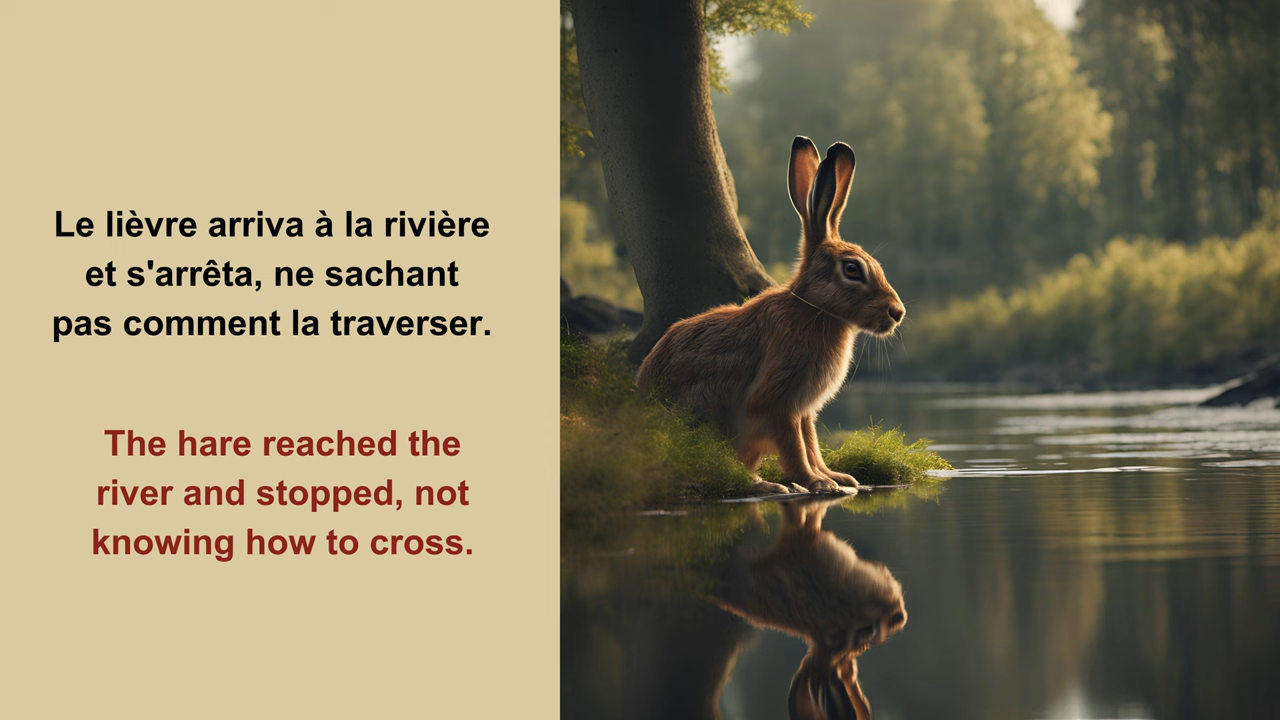 Le lièvre arriva à la rivière
et s'arrêta, ne sachant
pas comment la traverser.
The hare reached the
river and stopped, not
knowing how to cross.